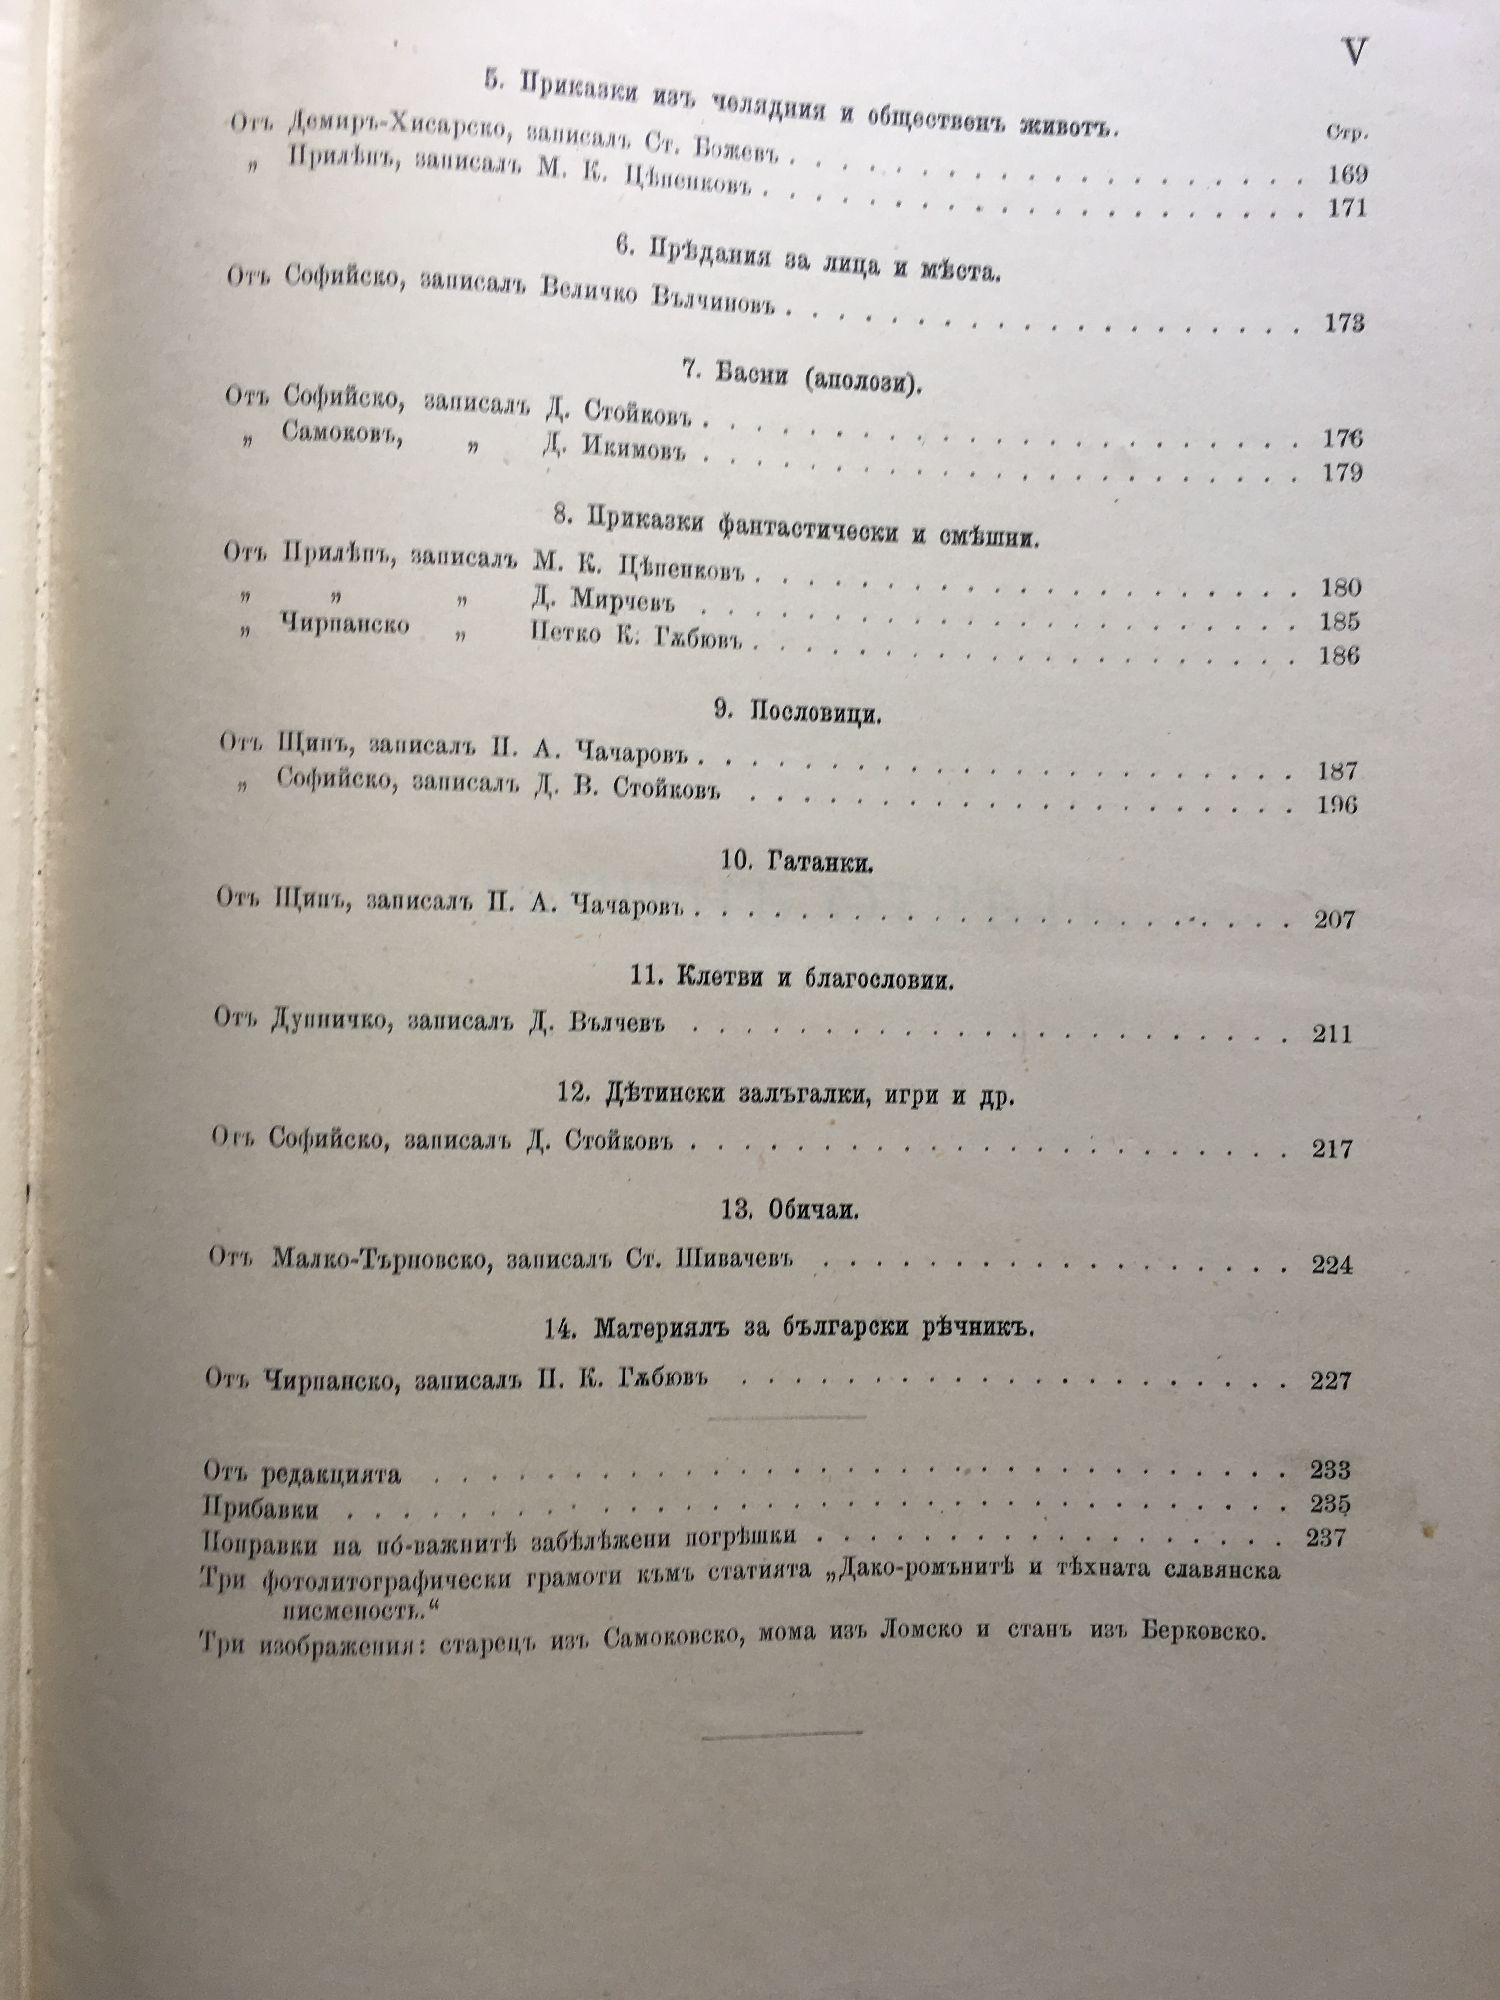 V
5. Приказки изъ челядния и общественъ животъ.
Стр.
Отъ Демиръ-Хисарско, записалъ Ст. Божевъ . . . . . . . . . . . . . . . . . . . . 169
„ Прилѣпъ, записалъ М. К. Цѣпенковъ . . . . . . . . . . . . . . . . . . . . . 171
6. Прѣдания за лица и мѣста.
Отъ Софийско, записалъ Величко Вълчиновъ . . . . . . . . . . . . . . . . . . . . 173
7. Басни (аполози).
Отъ Софийско, записалъ Д. Стойковъ . . . . . . . . . . . . . . . . . . . . . . . 176
„ Самоковъ, „ Д. Икимовъ . . . . . . . . . . . . . . . . . . . . . . . 179
8. Приказки фантастически и смѣшни.
Отъ Прилѣпъ, записалъ М. К. Цѣпенковъ . . . . . . . . . . . . . . . . . . . . . 180
„ „ „ Д. Мирчевъ . . . . . . . . . . . . . . . . . . . . . . . 185
„ Чирпанско „ Петко К. Гѫбювъ . . . . . . . . . . . . . . . . . . . . . 186
9. Пословици.
Отъ Щипъ, записалъ П. А. Чачаровъ . . . . . . . . . . . . . . . . . . . . . . . 187
„ Софийско, записалъ Д. В. Стойковъ . . . . . . . . . . . . . . . . . . . . . 196
10. Гатанки.
Отъ Щипъ, записалъ П. А. Чачаровъ . . . . . . . . . . . . . . . . . . . . . . . 207
11. Клетви и благословии.
Отъ Дупничко, записалъ Д. Вълчевъ . . . . . . . . . . . . . . . . . . . . . . . 211
12. Дѣтински залъгалки, игри и др.
Отъ Софийско, записалъ Д. Стойковъ . . . . . . . . . . . . . . . . . . . . . . . 217
13. Обичаи.
Отъ Малко-Търновско, записалъ Ст. Шивачевъ . . . . . . . . . . . . . . . . . . 224
14. Материялъ за български рѣчникъ.
Отъ Чирпанско, записалъ П. К. Гѫбювъ . . . . . . . . . . . . . . . . . . . . . 227
Отъ редакцията . . . . . . . . . . . . . . . . . . . . . . . . . . . . . . . . 233
Прибавки . . . . . . . . . . . . . . . . . . . . . . . . . . . . . . . . . . . 235
Поправки на по́-важнитѣ забѣлѣжени погрѣшки . . . . . . . . . . . . . . . . . . 237
Три фотолитографически грамоти къмъ статията „Дако-ромънитѣ и тѣхната славянска
писменость.“
Три изображения: старецъ изъ Самоковско, мома изъ Ломско и станъ изъ Берковско.